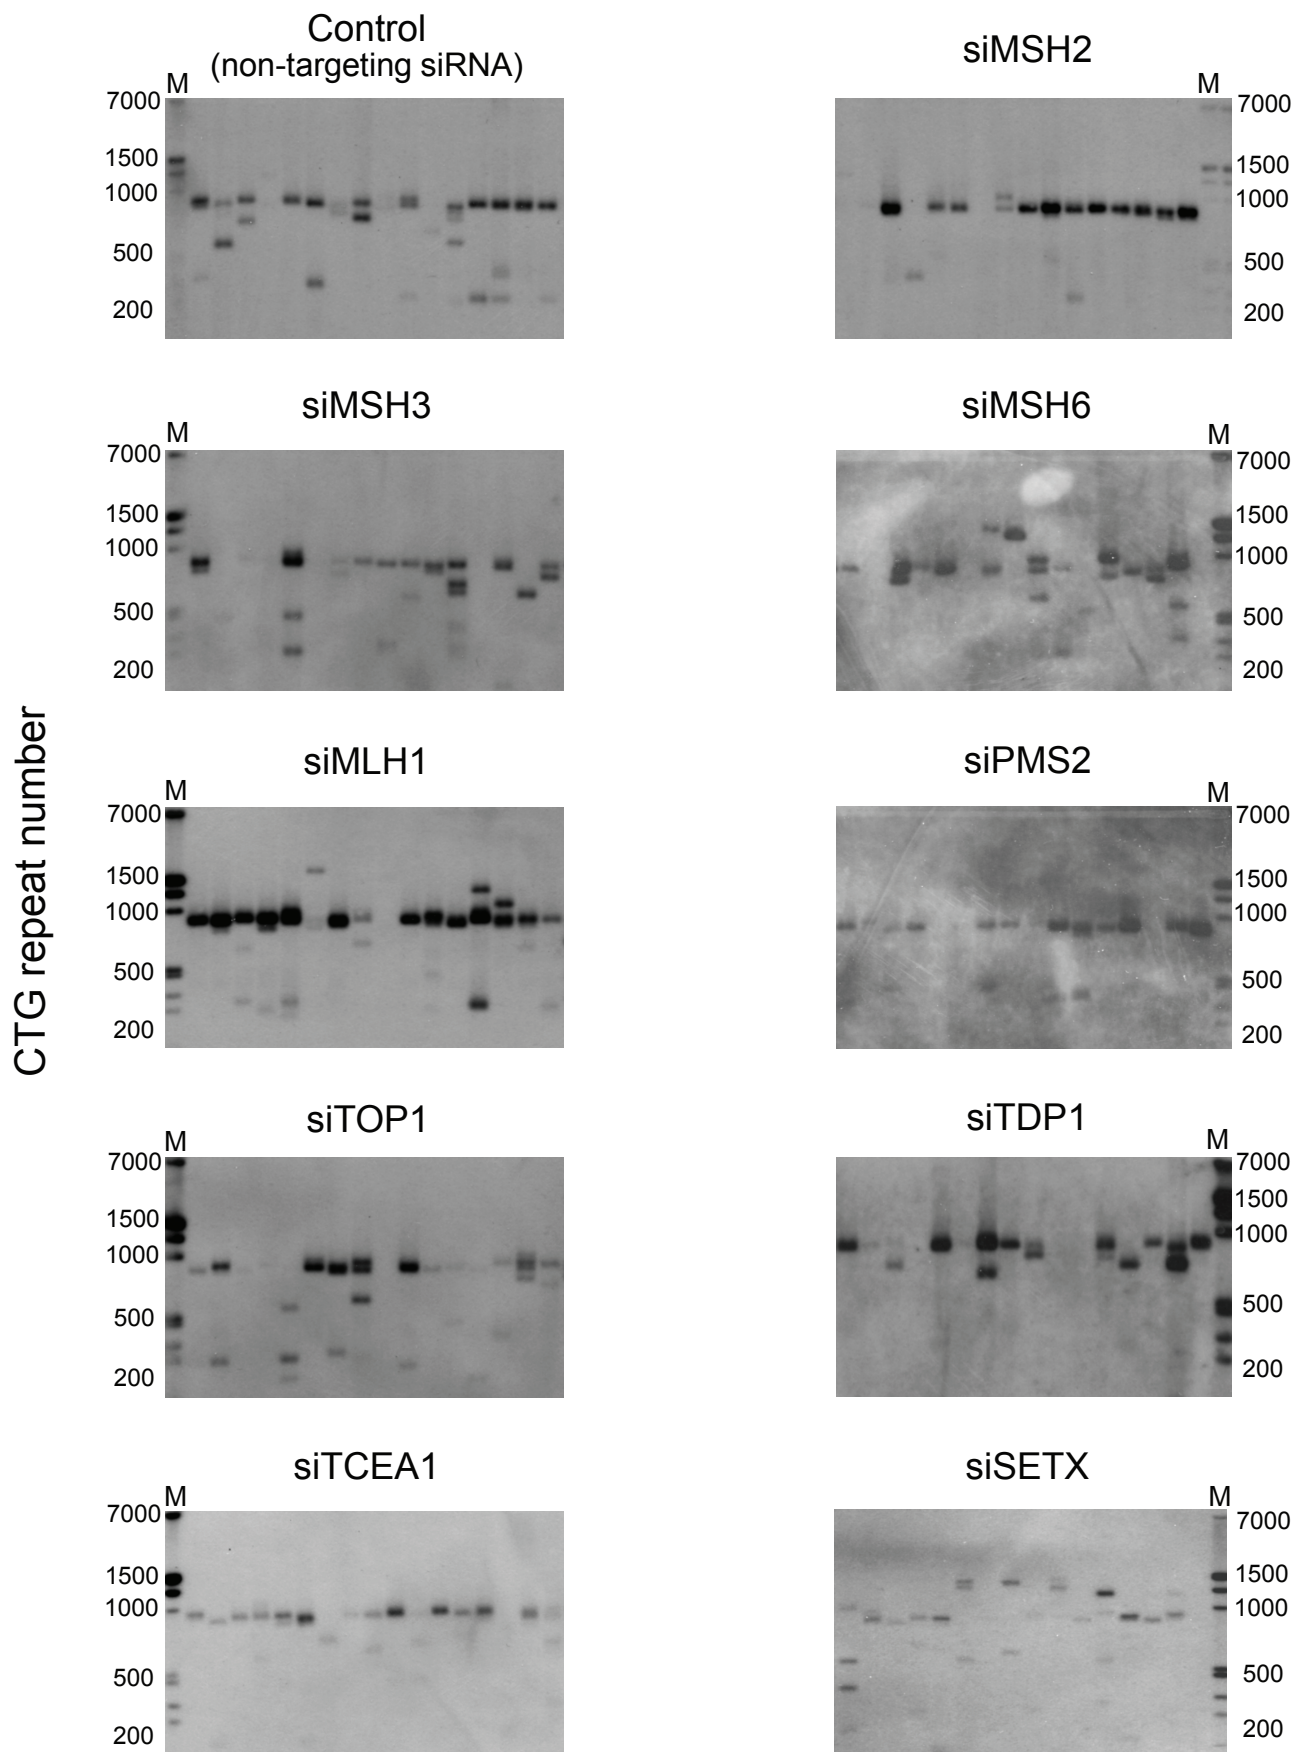 Control
(non-targeting siRNA)
M
7000
1500
1000
500
200
siMSH2
M
7000
1500
1000
500
200
siMSH3
M
7000
1500
1000
500
200
siMSH6
M
7000
1500
1000
500
200
CTG repeat number
siMLH1
M
7000
1500
1000
500
200
siPMS2
M
7000
1500
1000
500
200
siTOP1
M
7000
1500
1000
500
200
siTDP1
M
7000
1500
1000
500
200
siTCEA1
M
7000
1500
1000
500
200
siSETX
M
7000
1500
1000
500
200